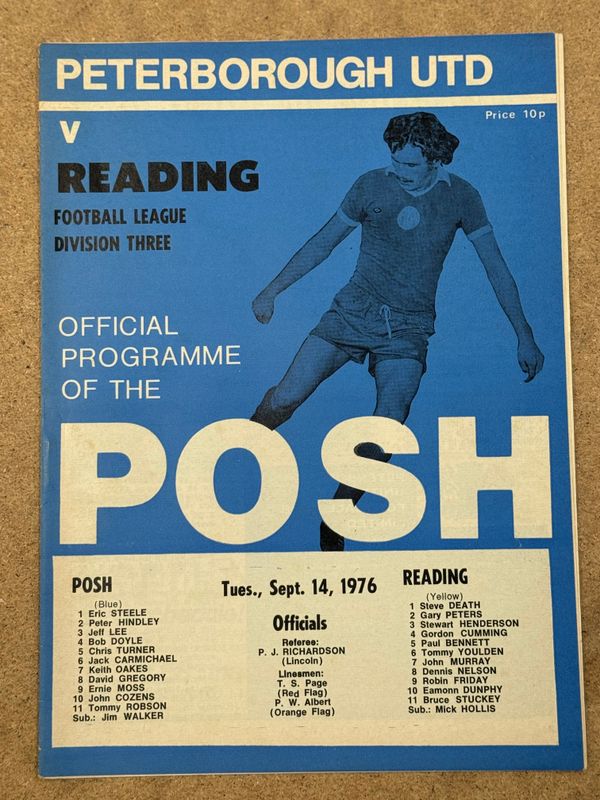 PETERBOROUGH UTD
Price 10p
v
READING
FOOTBALL LEAGUE
DIVISION THREE
OFFICIAL
PROGRAMME
OF THE
POSH
POSH
(Blue)
1 Eric STEELE
2 Peter HINDLEY
3 Jeff LEE
4 Bob DOYLE
5 Chris TURNER
6 Jack CARMICHAEL
7 Keith OAKES
8 David GREGORY
9 Ernie MOSS
10 John COZENS
11 Tommy ROBSON
Sub.: Jim WALKER
Tues., Sept. 14, 1976
Officials
Referee:
P. J. RICHARDSON
(Lincoln)
Linesmen:
T. S. Page
(Red Flag)
P. W. Albert
(Orange Flag)
READING
(Yellow)
1 Steve DEATH
2 Gary PETERS
3 Stewart HENDERSON
4 Gordon CUMMING
5 Paul BENNETT
6 Tommy YOULDEN
7 John MURRAY
8 Dennis NELSON
9 Robin FRIDAY
10 Eamonn DUNPHY
11 Bruce STUCKEY
Sub.: Mick HOLLIS